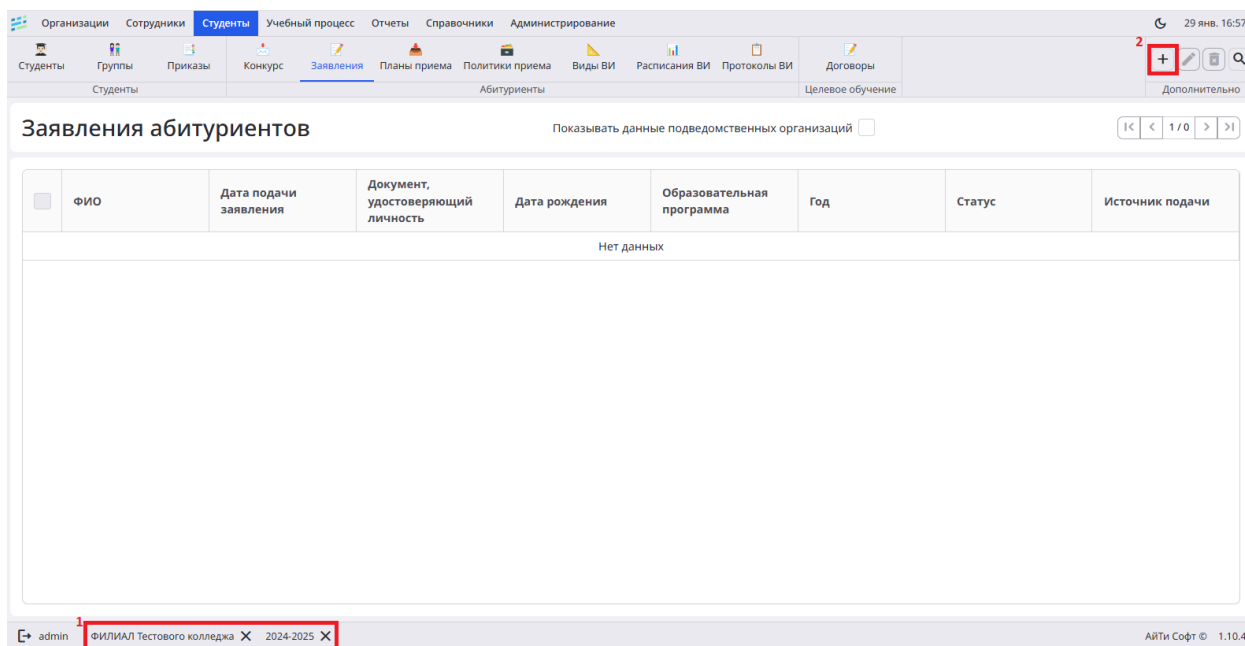 Организации Сотрудники Студенты Учебный процесс Отчеты Справочники Администрирование 29 янв. 16:57
2
Студенты Группы Приказы Конкурс Заявления Планы приема Политики приема Виды ВИ Расписания ВИ Протоколы ВИ Договоры
Студенты Абитуриенты Целевое обучение Дополнительно
Заявления абитуриентов Показывать данные подведомственных организаций 1 / 0
ФИО Дата подачи заявления Документ, удостоверяющий личность Дата рождения Образовательная программа Год Статус Источник подачи
Нет данных
1
admin ФИЛИАЛ Тестового колледжа 2024-2025 АйТи Софт © 1.10.4